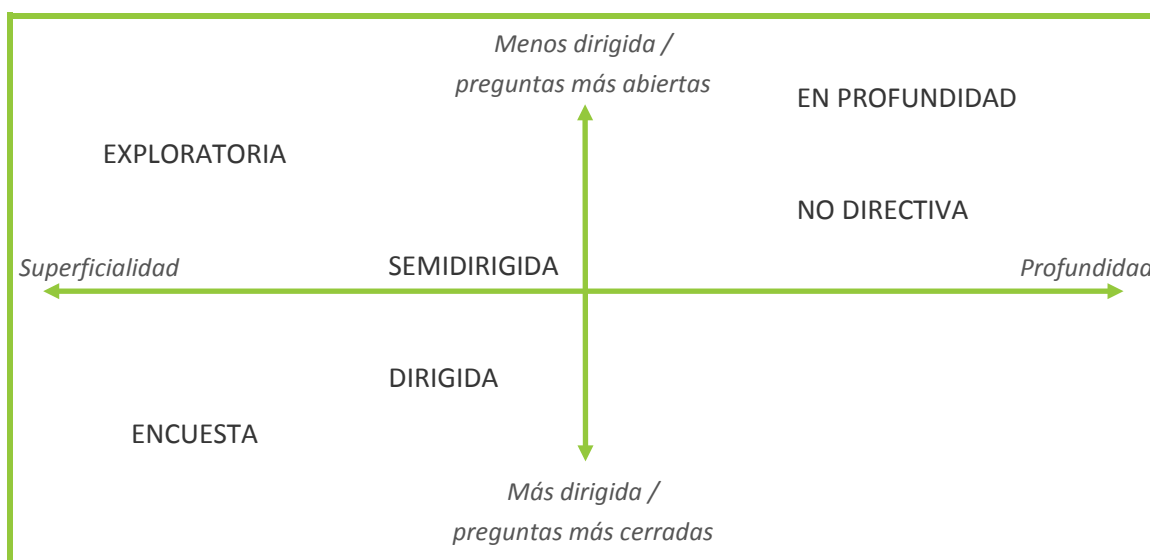 Menos dirigida /
preguntas más abiertas
EN PROFUNDIDAD
EXPLORATORIA
NO DIRECTIVA
Superficialidad
SEMIDIRIGIDA
Profundidad
DIRIGIDA
ENCUESTA
Más dirigida /
preguntas más cerradas